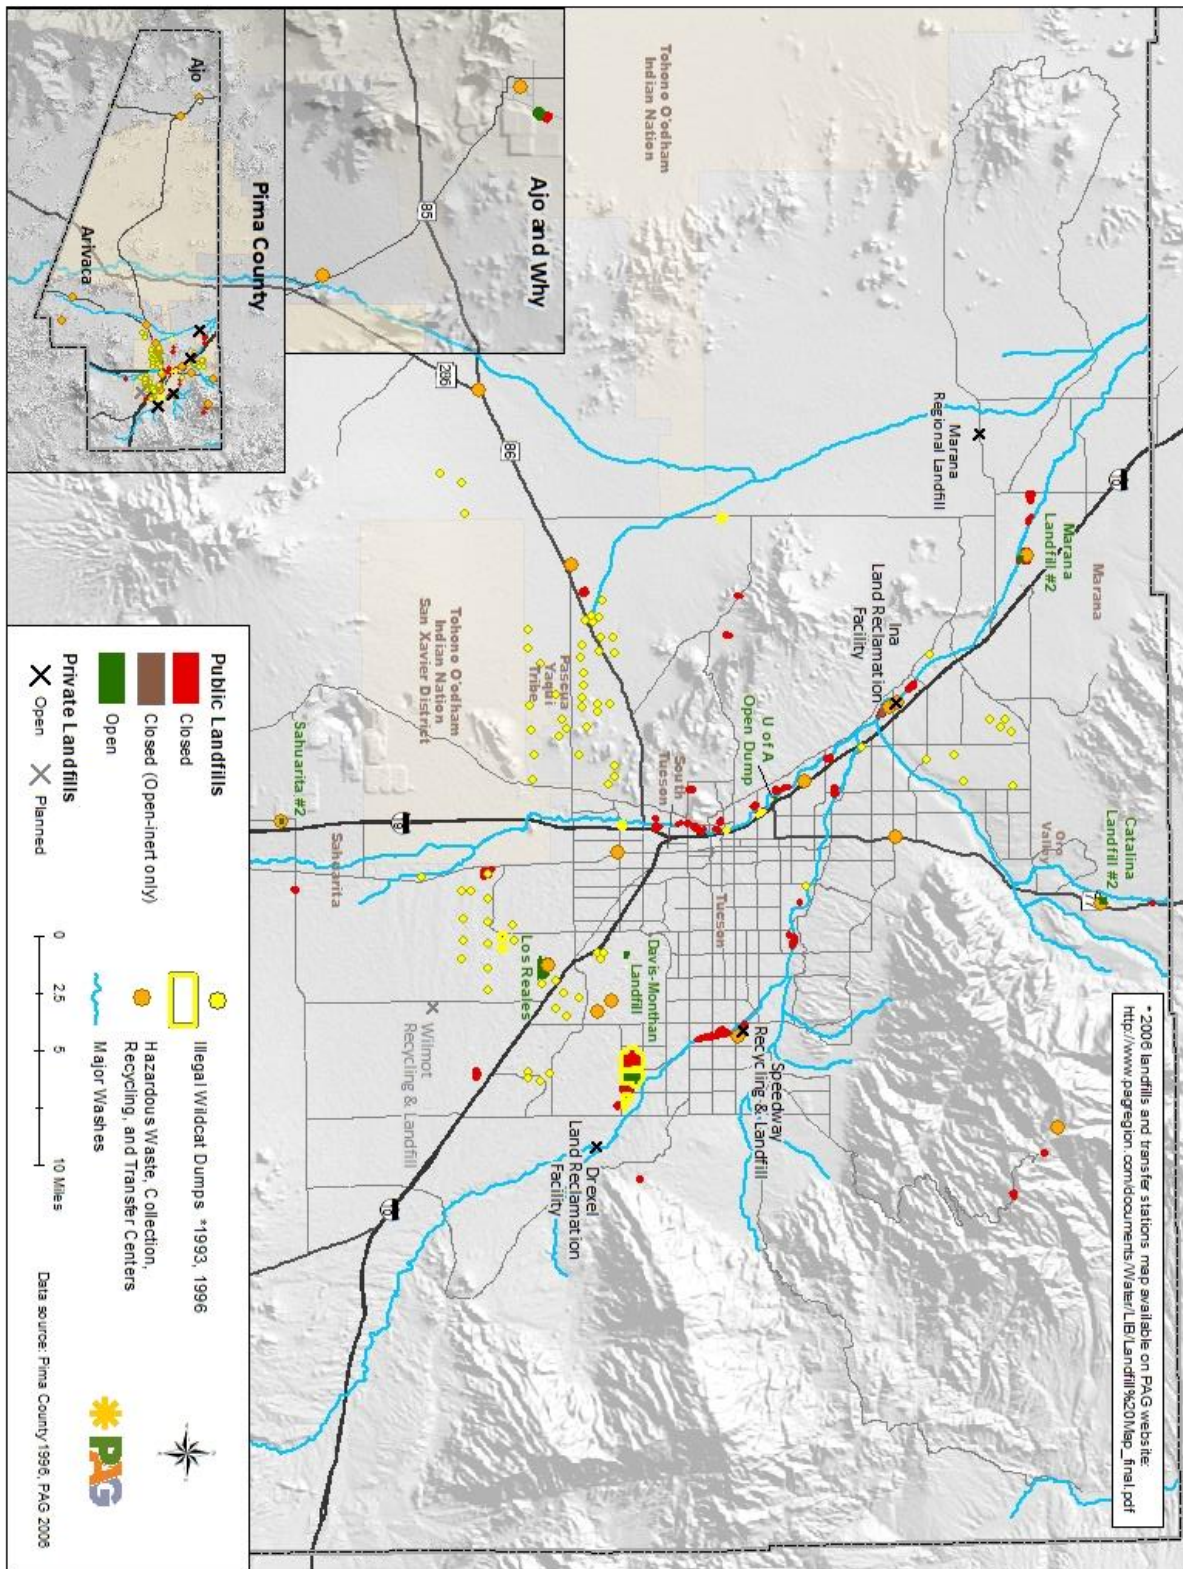 * 2006 landfills and transfer stations map available on PAG website:
http://www.pagregion.com/documents/Water/LIB/Landfill%20Map_final.pdf
Tohono O'odham
Indian Nation
Marana
Regional Landfill
10
Marana
Landfill #2
Marana
Ina
Land Reclamation
Facility
Oro
Valley
Catalina
Landfill #2
77
U of A
Open Dump
South
Tucson
Tucson
Speedway
Recycling & Landfill
Davis-Monthan
Landfill
Los Reales
Drexel
Land Reclamation
Facility
Wilmot
Recycling & Landfill
10
Pascua
Yaqui
Tribe
Tohono O'odham
Indian Nation
San Xavier District
86
286
19
Sahuarita
Sahuarita #2
Ajo and Why
85
Pima County
Ajo
Arivaca
Public Landfills
Closed
Closed (Open-inert only)
Open
Private Landfills
Open
Planned
Illegal Wildcat Dumps *1993, 1996
Hazardous Waste, Collection,
Recycling, and Transfer Centers
Major Washes
0 2.5 5 10 Miles
Data source: Pima County 1996, PAG 2006
PAG